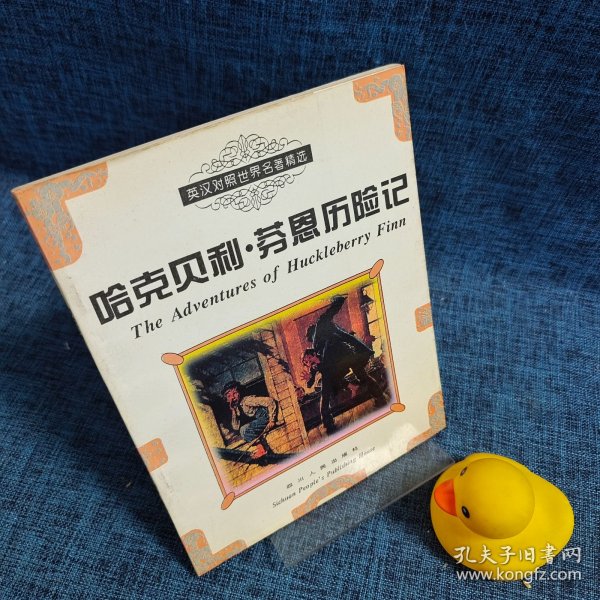 英汉对照世界名著精选
哈克贝利·芬恩历险记
The Adventures of Huckleberry Finn
四川人民出版社
Sichuan People's Publishing House
孔夫子旧书网
www.kongfz.com